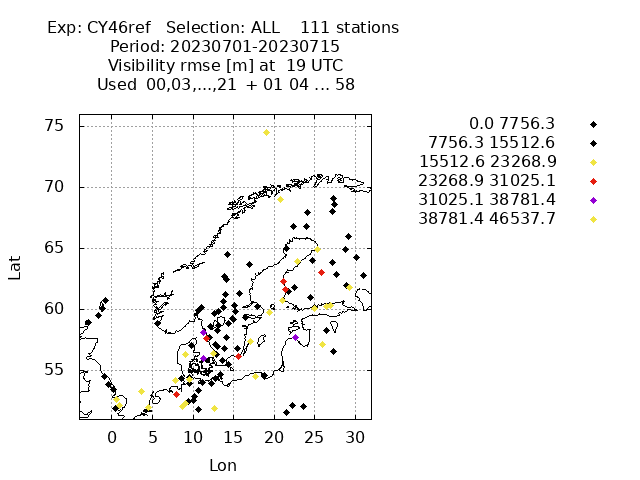 Exp: CY46ref   Selection: ALL    111 stations
Period: 20230701-20230715
Visibility rmse [m] at  19 UTC
Used  00,03,...,21  + 01 04 ... 58
0.0 7756.3
7756.3 15512.6
15512.6 23268.9
23268.9 31025.1
31025.1 38781.4
38781.4 46537.7
75
70
65
60
55
Lat
0 5 10 15 20 25 30
Lon